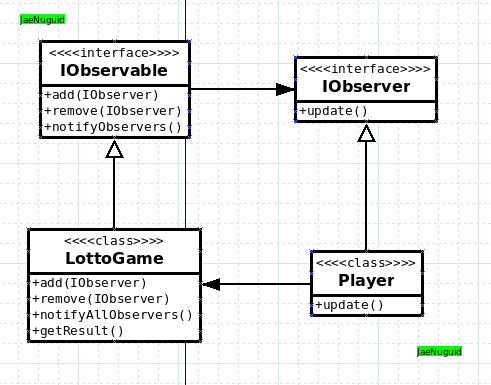 JaeNuguid
<<<<interface>>>>
IObservable
+add(IObserver)
+remove(IObserver)
+notifyObservers()
<<<<interface>>>>
IObserver
+update()
<<<<class>>>>
LottoGame
+add(IObserver)
+remove(IObserver)
+notifyAllObservers()
+getResult()
<<<<class>>>>
Player
+update()
JaeNuguid